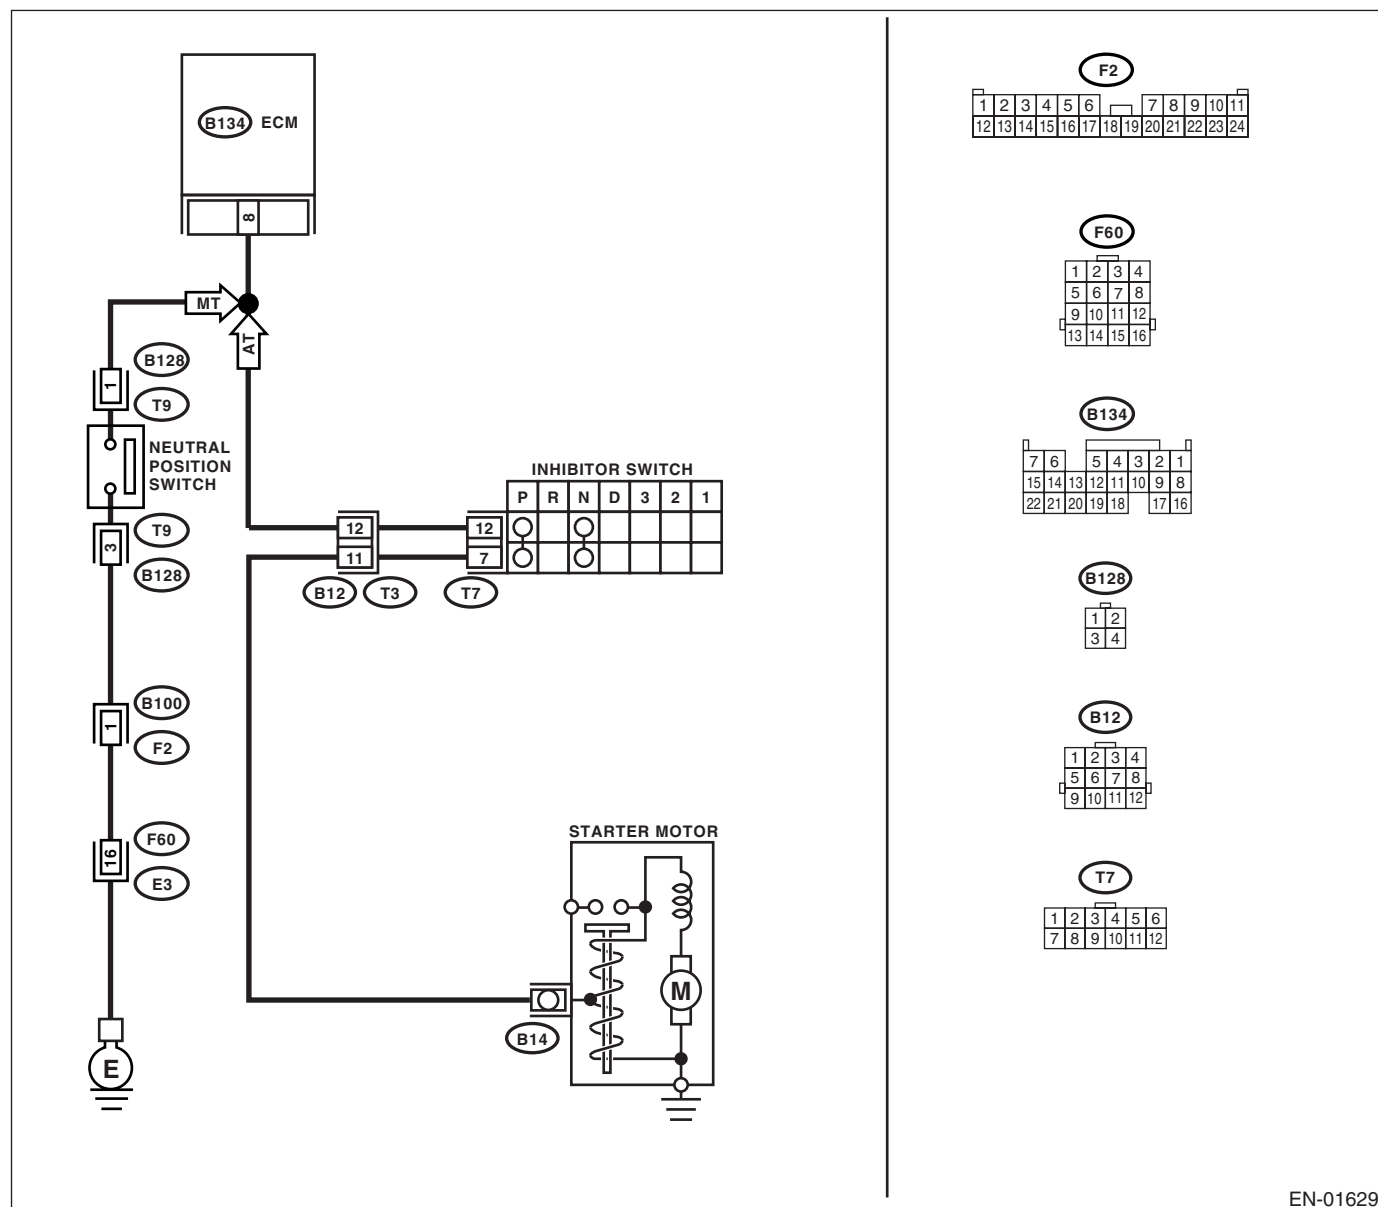 B134 ECM
8
MT
AT
B128
1
T9
NEUTRAL
POSITION
SWITCH
T9
3
B128
INHIBITOR SWITCH
P R N D 3 2 1
12 12
11 7
B12 T3 T7
B100
1
F2
F60
16
E3
E
STARTER MOTOR
M
B14
F2
1 2 3 4 5 6 7 8 9 10 11
12 13 14 15 16 17 18 19 20 21 22 23 24
F60
1 2 3 4
5 6 7 8
9 10 11 12
13 14 15 16
B134
7 6 5 4 3 2 1
15 14 13 12 11 10 9 8
22 21 20 19 18 17 16
B128
1 2
3 4
B12
1 2 3 4
5 6 7 8
9 10 11 12
T7
1 2 3 4 5 6
7 8 9 10 11 12
EN-01629